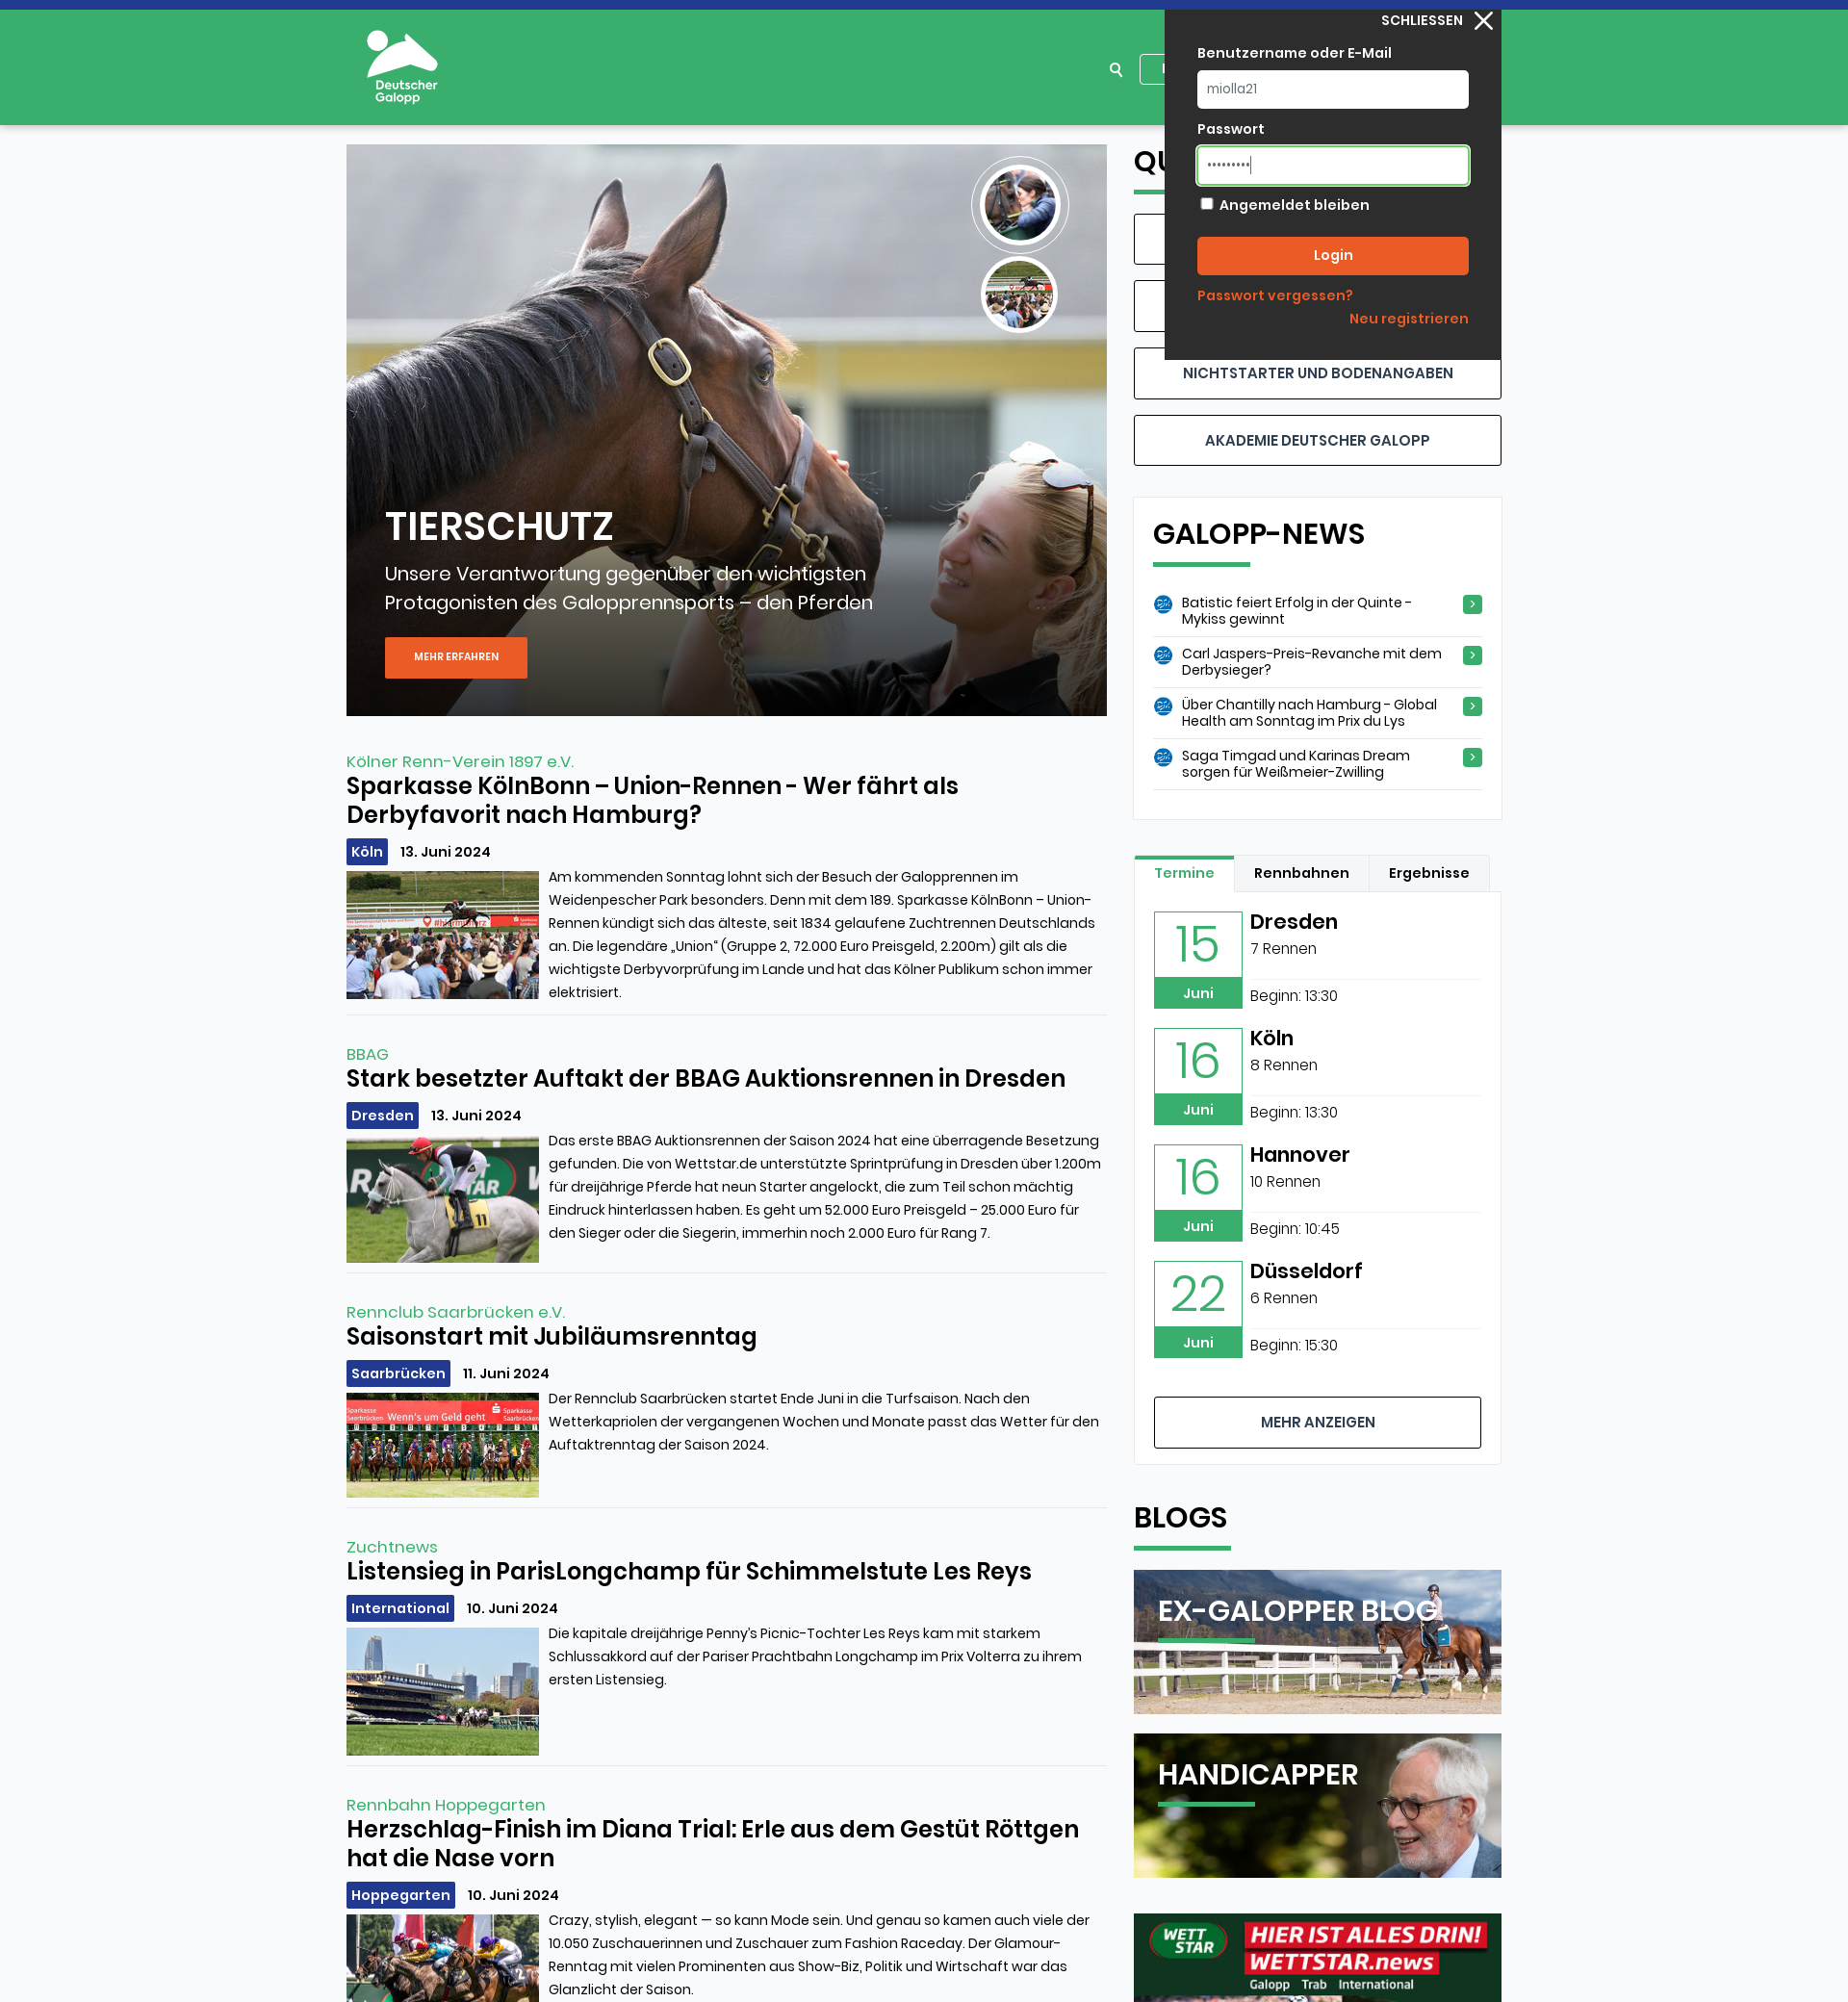 SCHLIESSEN
Benutzername oder E-Mail
miolla21
Passwort
•••••••••
Angemeldet bleiben
Login
Passwort vergessen?
Neu registrieren
Deutscher
Galopp
TIERSCHUTZ
Unsere Verantwortung gegenüber den wichtigsten
Protagonisten des Galopprennsports – den Pferden
MEHR ERFAHREN
Kölner Renn-Verein 1897 e.V.
Sparkasse KölnBonn – Union-Rennen - Wer fährt als
Derbyfavorit nach Hamburg?
Köln 13. Juni 2024
Am kommenden Sonntag lohnt sich der Besuch der Galopprennen im
Weidenpescher Park besonders. Denn mit dem 189. Sparkasse KölnBonn – Union-
Rennen kündigt sich das älteste, seit 1834 gelaufene Zuchtrennen Deutschlands
an. Die legendäre „Union“ (Gruppe 2, 72.000 Euro Preisgeld, 2.200m) gilt als die
wichtigste Derbyvorprüfung im Lande und hat das Kölner Publikum schon immer
elektrisiert.
BBAG
Stark besetzter Auftakt der BBAG Auktionsrennen in Dresden
Dresden 13. Juni 2024
STAR
11
Das erste BBAG Auktionsrennen der Saison 2024 hat eine überragende Besetzung
gefunden. Die von Wettstar.de unterstützte Sprintprüfung in Dresden über 1.200m
für dreijährige Pferde hat neun Starter angelockt, die zum Teil schon mächtig
Eindruck hinterlassen haben. Es geht um 52.000 Euro Preisgeld – 25.000 Euro für
den Sieger oder die Siegerin, immerhin noch 2.000 Euro für Rang 7.
Rennclub Saarbrücken e.V.
Saisonstart mit Jubiläumsrenntag
Saarbrücken 11. Juni 2024
Sparkasse
Saarbrücken Wenn's um Geld geht Sparkasse
Saarbrücken
Der Rennclub Saarbrücken startet Ende Juni in die Turfsaison. Nach den
Wetterkapriolen der vergangenen Wochen und Monate passt das Wetter für den
Auftaktrenntag der Saison 2024.
Zuchtnews
Listensieg in ParisLongchamp für Schimmelstute Les Reys
International 10. Juni 2024
Die kapitale dreijährige Penny’s Picnic-Tochter Les Reys kam mit starkem
Schlussakkord auf der Pariser Prachtbahn Longchamp im Prix Volterra zu ihrem
ersten Listensieg.
Rennbahn Hoppegarten
Herzschlag-Finish im Diana Trial: Erle aus dem Gestüt Röttgen
hat die Nase vorn
Hoppegarten 10. Juni 2024
Crazy, stylish, elegant — so kann Mode sein. Und genau so kamen auch viele der
10.050 Zuschauerinnen und Zuschauer zum Fashion Raceday. Der Glamour-
Renntag mit vielen Prominenten aus Show-Biz, Politik und Wirtschaft war das
Glanzlicht der Saison.
NICHTSTARTER UND BODENANGABEN
AKADEMIE DEUTSCHER GALOPP
GALOPP-NEWS
Batistic feiert Erfolg in der Quinte -
Mykiss gewinnt
Carl Jaspers-Preis-Revanche mit dem
Derbysieger?
Über Chantilly nach Hamburg - Global
Health am Sonntag im Prix du Lys
Saga Timgad und Karinas Dream
sorgen für Weißmeier-Zwilling
Termine Rennbahnen Ergebnisse
15
Juni
Dresden
7 Rennen
Beginn: 13:30
16
Juni
Köln
8 Rennen
Beginn: 13:30
16
Juni
Hannover
10 Rennen
Beginn: 10:45
22
Juni
Düsseldorf
6 Rennen
Beginn: 15:30
MEHR ANZEIGEN
BLOGS
EX-GALOPPER BLOG
HANDICAPPER
WETT
STAR
HIER IST ALLES DRIN!
WETTSTAR.news
Galopp Trab International